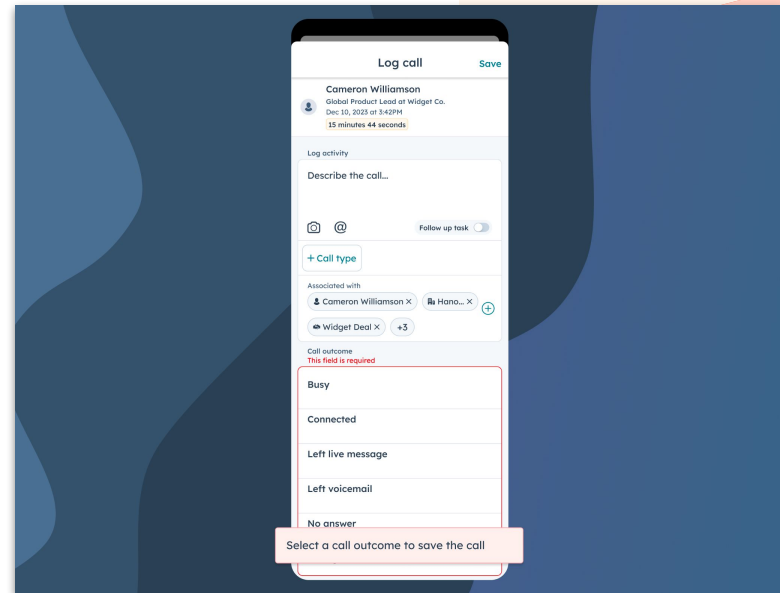 Log call
Save
Cameron Williamson
Global Product Lead at Widget Co.
Dec 10, 2023 at 3:42PM
15 minutes 44 seconds
Log activity
Describe the call...
@
Follow up task
+ Call type
Associated with
Cameron Williamson ×
Hano... ×
Widget Deal ×
+3
Call outcome
This field is required
Busy
Connected
Left live message
Left voicemail
No answer
Select a call outcome to save the call